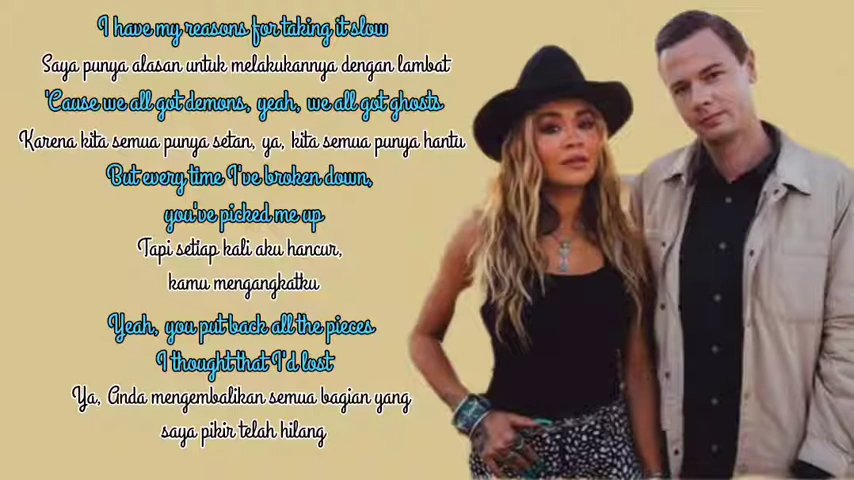 I have my reasons for taking it slow
Saya punya alasan untuk melakukannya dengan lambat
'Cause we all got demons, yeah, we all got ghosts
Karena kita semua punya setan, ya, kita semua punya hantu
But every time I've broken down,
you've picked me up
Tapi setiap kali aku hancur,
kamu mengangkatku
Yeah, you put back all the pieces
I thought that I'd lost
Ya, Anda mengembalikan semua bagian yang
saya pikir telah hilang